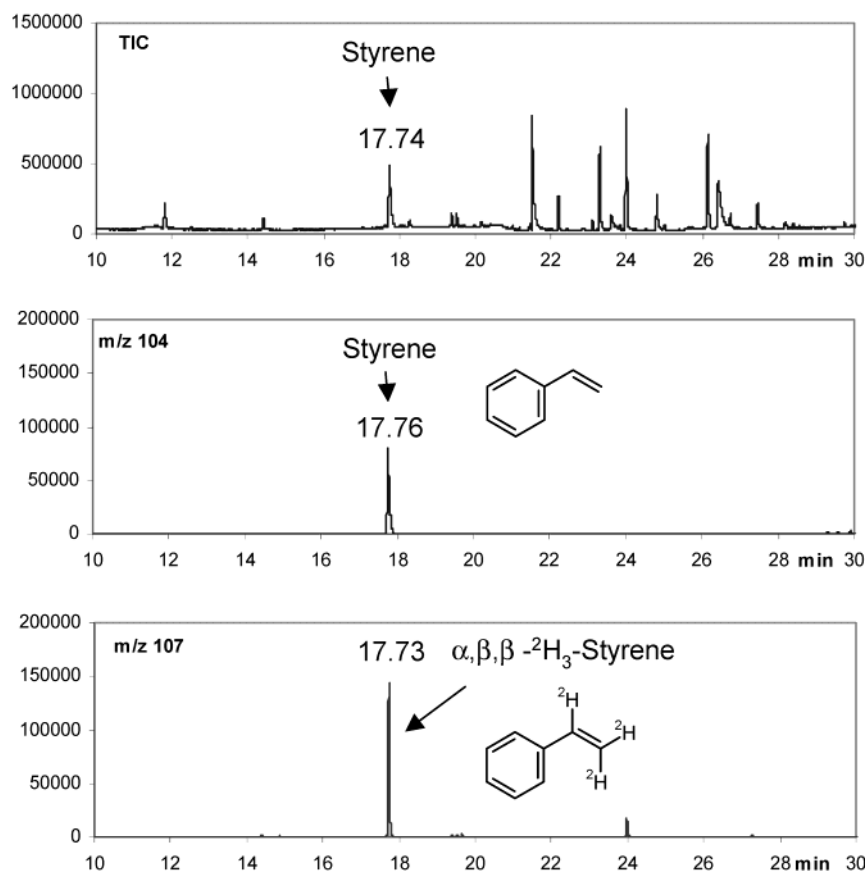 1500000
TIC
Styrene
1000000
17.74
500000
0
10 12 14 16 18 20 22 24 26 28 min 30
200000
m/z 104
Styrene
150000
17.76
100000
50000
0
10 12 14 16 18 20 22 24 26 28 min 30
200000
m/z 107
17.73 α,β,β -²H₃-Styrene
150000
²H
²H
100000
²H
50000
0
10 12 14 16 18 20 22 24 26 28 min 30